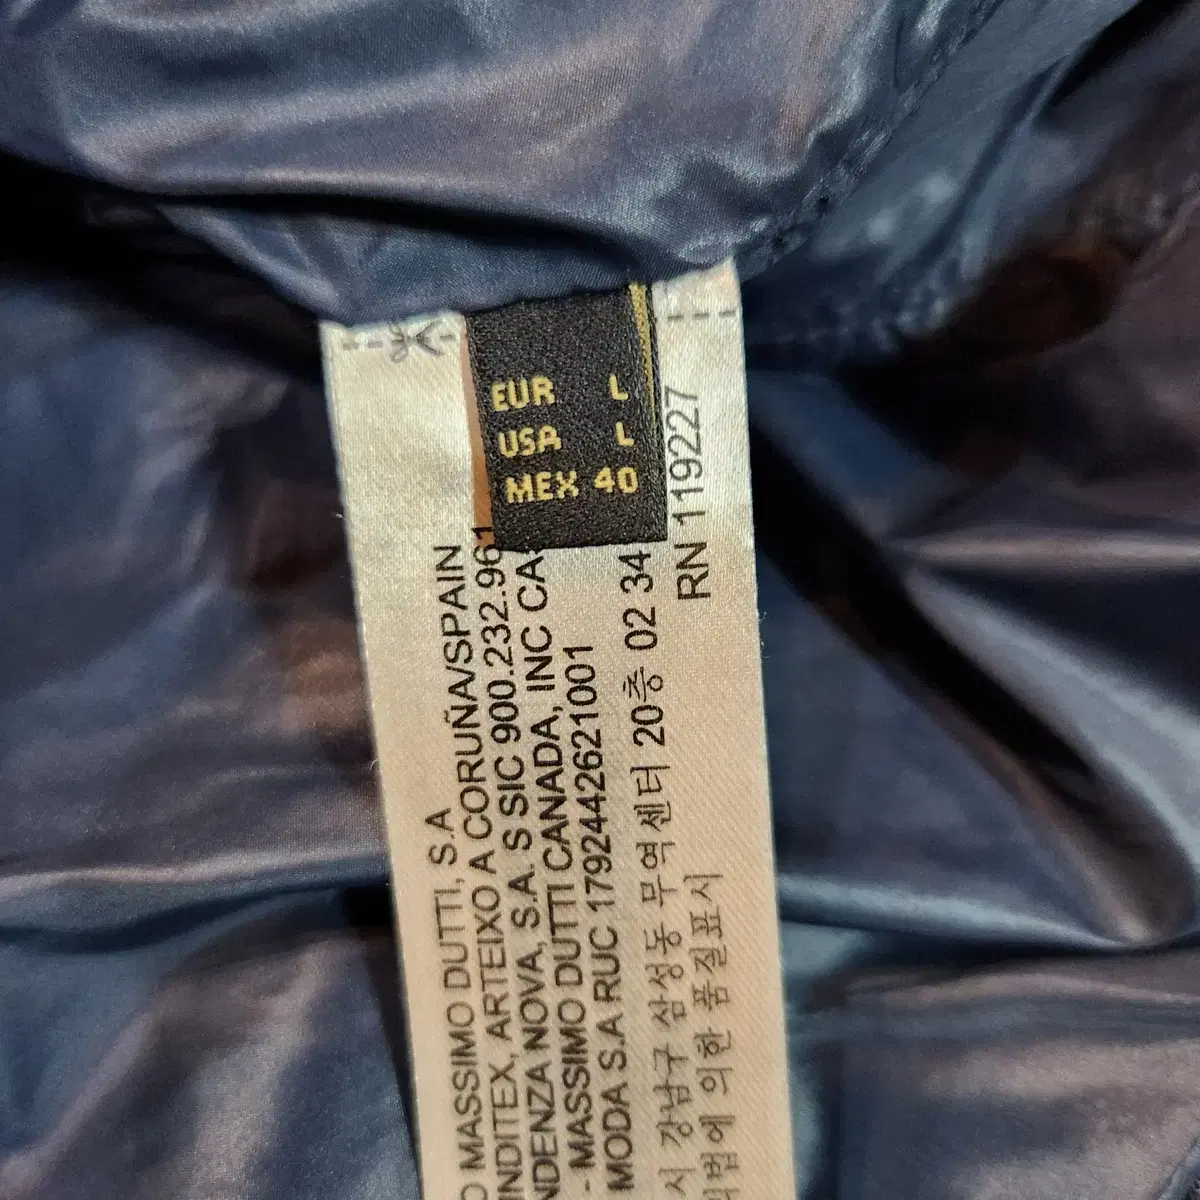 EUR L
USA L
MEX 40
O MASSIMO DUTTI, S.A
INDITEX, ARTEIXO A CORUÑA/SPAIN
NDENZA NOVA, S.A. S SIC 900.232.961
- MASSIMO DUTTI CANADA, INC CA
MODA S.A RUC 1792442621001
시 강남구 삼성동 무역센터 20층 02 34
리법에 의한 품질표시
RN 119227